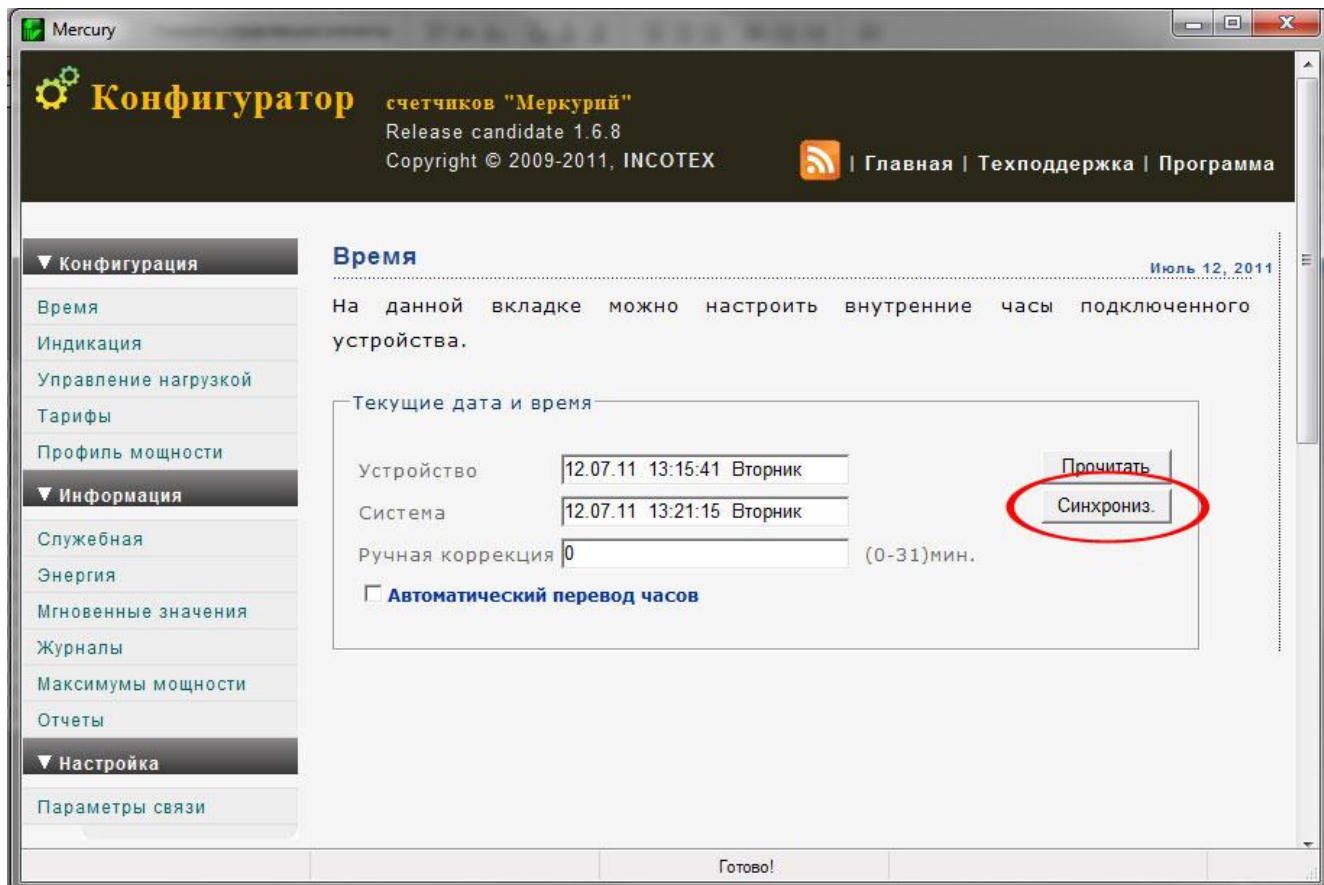 Mercury
Конфигуратор
счетчиков "Меркурий"
Release candidate 1.6.8
Copyright © 2009-2011, INCOTEX
| Главная | Техподдержка | Программа
▼ Конфигурация
Время
Индикация
Управление нагрузкой
Тарифы
Профиль мощности
▼ Информация
Служебная
Энергия
Мгновенные значения
Журналы
Максимумы мощности
Отчеты
▼ Настройка
Параметры связи
Время
Июль 12, 2011
На данной вкладке можно настроить внутренние часы подключенного
устройства.
Текущие дата и время
Устройство 12.07.11 13:15:41 Вторник Прочитать
Система 12.07.11 13:21:15 Вторник Синхрониз.
Ручная коррекция 0 (0-31)мин.
Автоматический перевод часов
Готово!